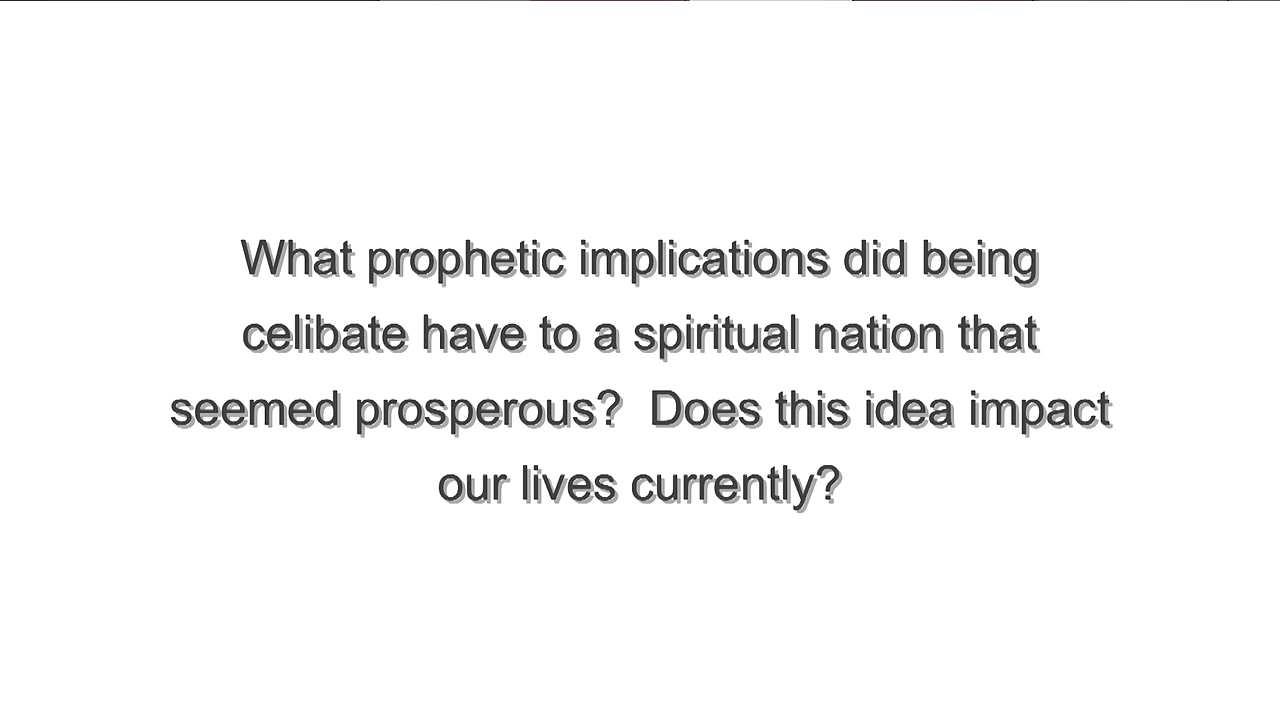 What prophetic implications did being
celibate have to a spiritual nation that
seemed prosperous?  Does this idea impact
our lives currently?